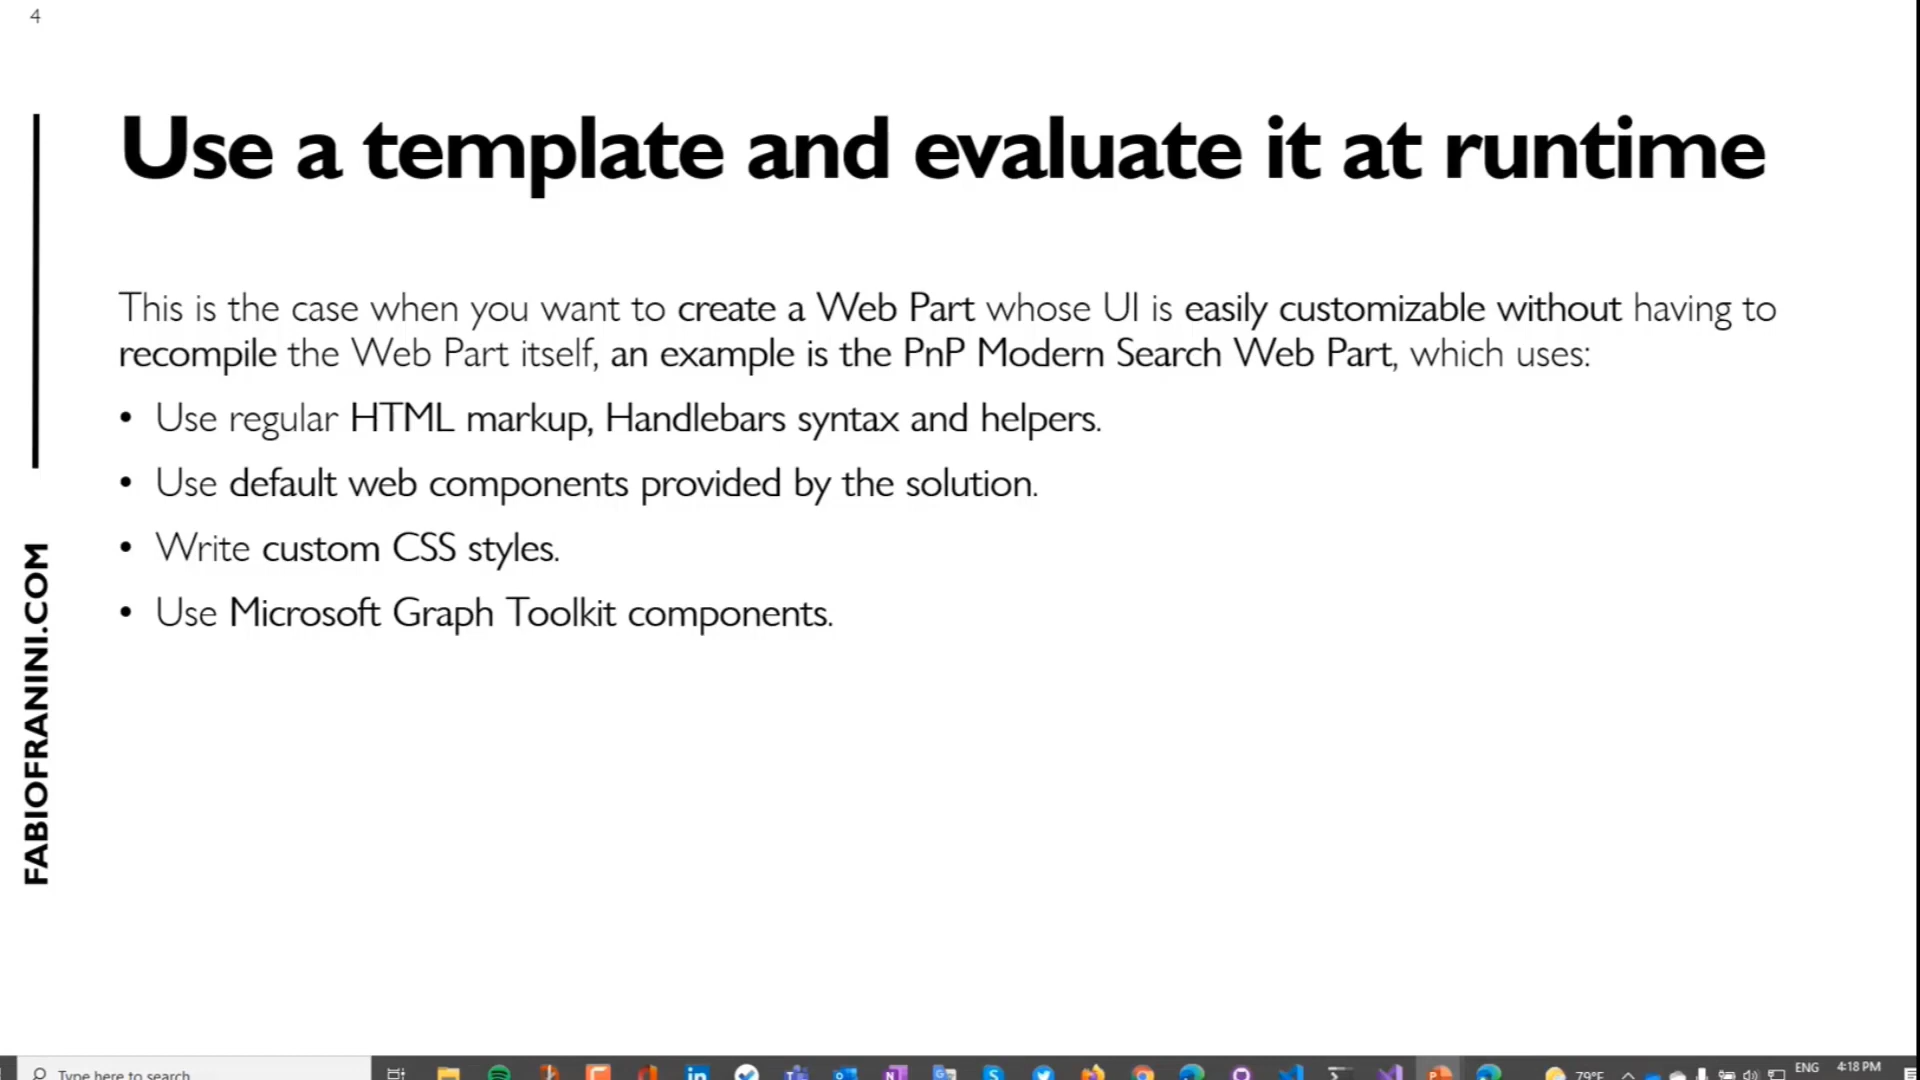 4
Use a template and evaluate it at runtime
This is the case when you want to create a Web Part whose UI is easily customizable without having to
recompile the Web Part itself, an example is the PnP Modern Search Web Part, which uses:
• Use regular HTML markup, Handlebars syntax and helpers.
• Use default web components provided by the solution.
• Write custom CSS styles.
• Use Microsoft Graph Toolkit components.
FABIOFRANINI.COM
Type here to search
79°F
ENG
4:18 PM